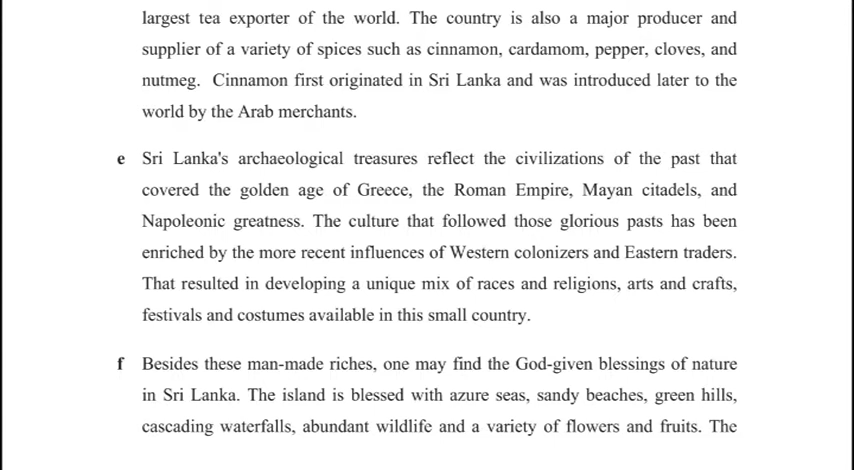 largest tea exporter of the world. The country is also a major producer and
supplier of a variety of spices such as cinnamon, cardamom, pepper, cloves, and
nutmeg.  Cinnamon first originated in Sri Lanka and was introduced later to the
world by the Arab merchants.
e Sri Lanka's archaeological treasures reflect the civilizations of the past that
covered the golden age of Greece, the Roman Empire, Mayan citadels, and
Napoleonic greatness. The culture that followed those glorious pasts has been
enriched by the more recent influences of Western colonizers and Eastern traders.
That resulted in developing a unique mix of races and religions, arts and crafts,
festivals and costumes available in this small country.
f Besides these man-made riches, one may find the God-given blessings of nature
in Sri Lanka. The island is blessed with azure seas, sandy beaches, green hills,
cascading waterfalls, abundant wildlife and a variety of flowers and fruits. The